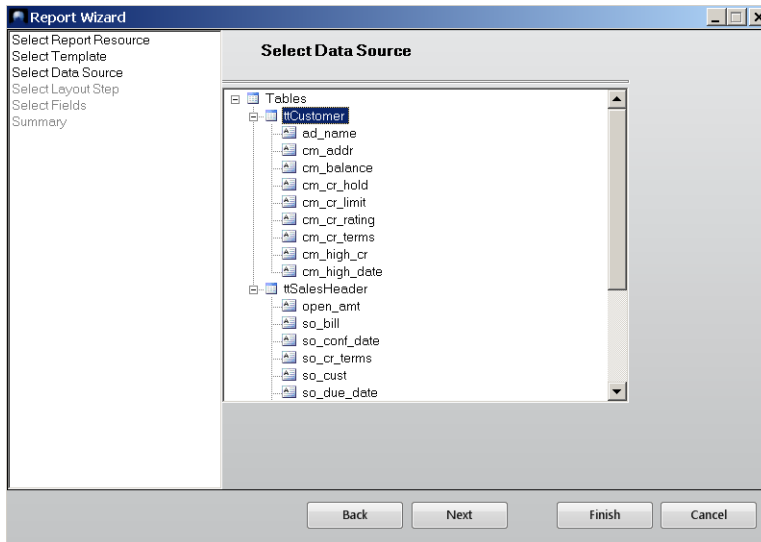 Report Wizard
Select Report Resource
Select Template
Select Data Source
Select Layout Step
Select Fields
Summary
Select Data Source
Tables
ttCustomer
ad_name
cm_addr
cm_balance
cm_cr_hold
cm_cr_limit
cm_cr_rating
cm_cr_terms
cm_high_cr
cm_high_date
ttSalesHeader
open_amt
so_bill
so_conf_date
so_cr_terms
so_cust
so_due_date
Back Next Finish Cancel